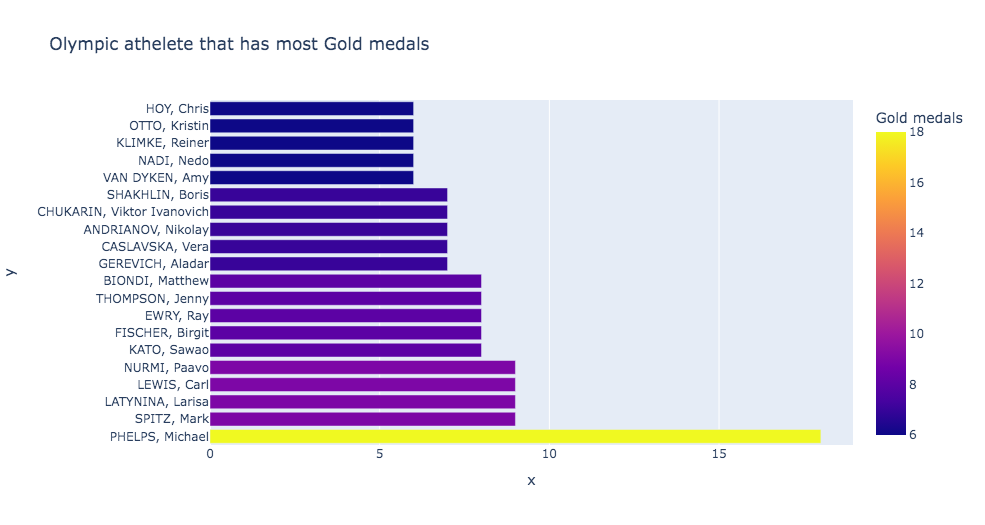 Olympic athelete that has most Gold medals
HOY, Chris
OTTO, Kristin
KLIMKE, Reiner
NADI, Nedo
VAN DYKEN, Amy
SHAKHLIN, Boris
CHUKARIN, Viktor Ivanovich
ANDRIANOV, Nikolay
CASLAVSKA, Vera
GEREVICH, Aladar
BIONDI, Matthew
THOMPSON, Jenny
EWRY, Ray
FISCHER, Birgit
KATO, Sawao
NURMI, Paavo
LEWIS, Carl
LATYNINA, Larisa
SPITZ, Mark
PHELPS, Michael
y
0 5 10 15
x
Gold medals
18
16
14
12
10
8
6